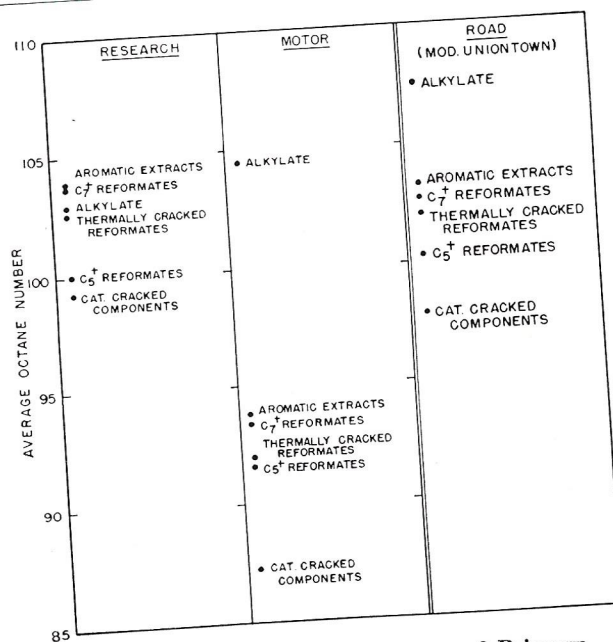 110
105
100
95
90
85
AVERAGE OCTANE NUMBER
RESEARCH
AROMATIC EXTRACTS
C7+ REFORMATES
ALKYLATE
THERMALLY CRACKED
REFORMATES
C5+ REFORMATES
CAT. CRACKED
COMPONENTS
MOTOR
ALKYLATE
AROMATIC EXTRACTS
C7+ REFORMATES
THERMALLY CRACKED
REFORMATES
C5+ REFORMATES
CAT. CRACKED
COMPONENTS
ROAD
(MOD. UNIONTOWN)
ALKYLATE
AROMATIC EXTRACTS
C7+ REFORMATES
THERMALLY CRACKED
REFORMATES
C5+ REFORMATES
CAT. CRACKED
COMPONENTS